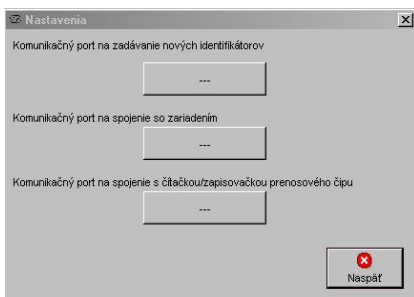 Nastavenia
Komunikačný port na zadávanie nových identifikátorov
---
Komunikačný port na spojenie so zariadením
---
Komunikačný port na spojenie s čítačkou/zapisovačkou prenosového čipu
---
Naspäť